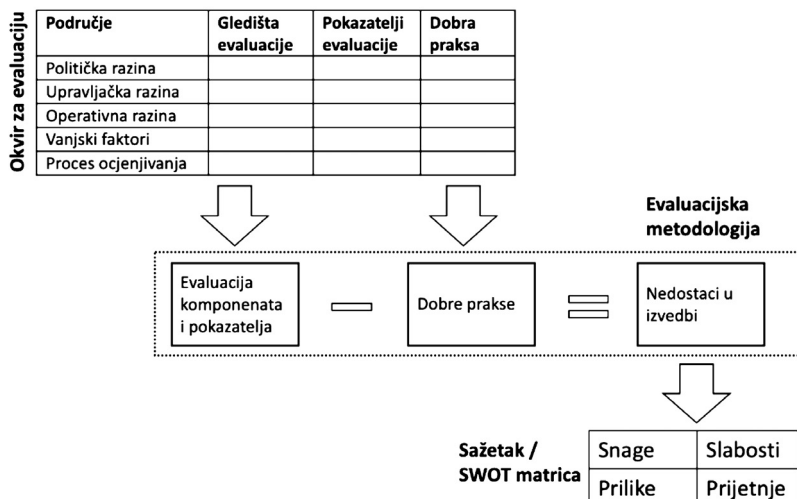 Okvir za evaluaciju
Područje
Gledišta
evaluacije
Pokazatelji
evaluacije
Dobra
praksa
Politička razina
Upravljačka razina
Operativna razina
Vanjski faktori
Proces ocjenjivanja
Evaluacijska
metodologija
Evaluacija
komponenata
i pokazatelja
Dobre prakse
Nedostaci u
izvedbi
Sažetak /
SWOT matrica
Snage
Slabosti
Prilike
Prijetnje